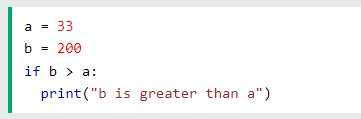 a = 33
b = 200
if b > a:
  print("b is greater than a")